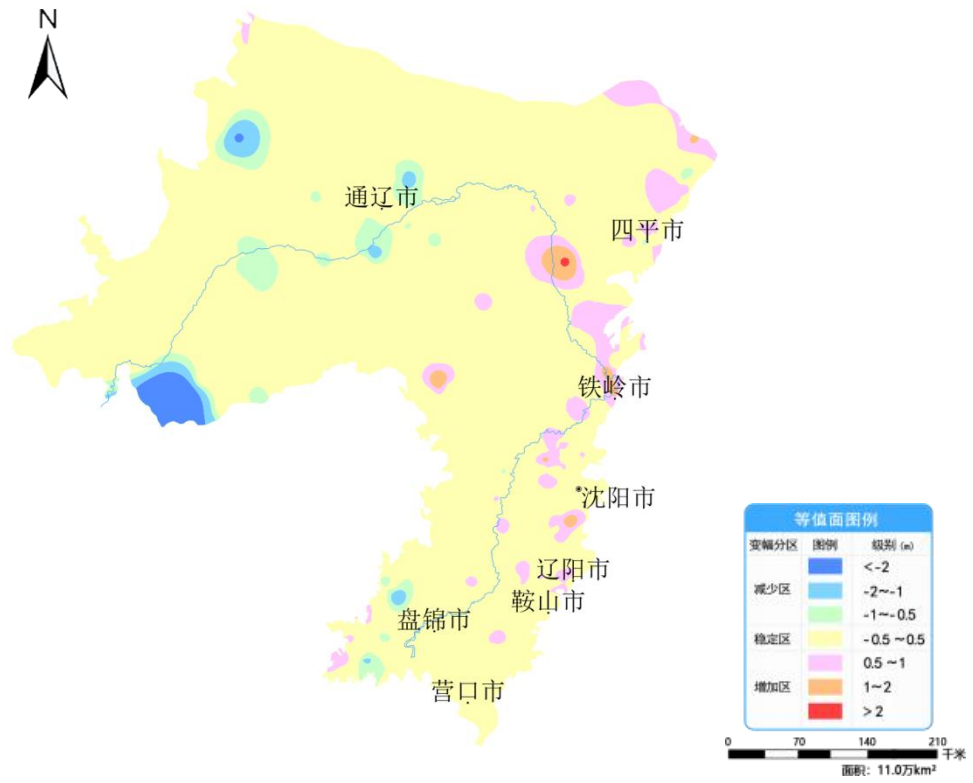 N
通辽市
四平市
铁岭市
沈阳市
辽阳市
鞍山市
盘锦市
营口市
等值面图例
变幅分区 图例 级别 (m)
减少区
<-2
-2~-1
-1~-0.5
稳定区 -0.5~0.5
增加区
0.5~1
1~2
>2
0 70 140 210 千米
面积：11.0万km²